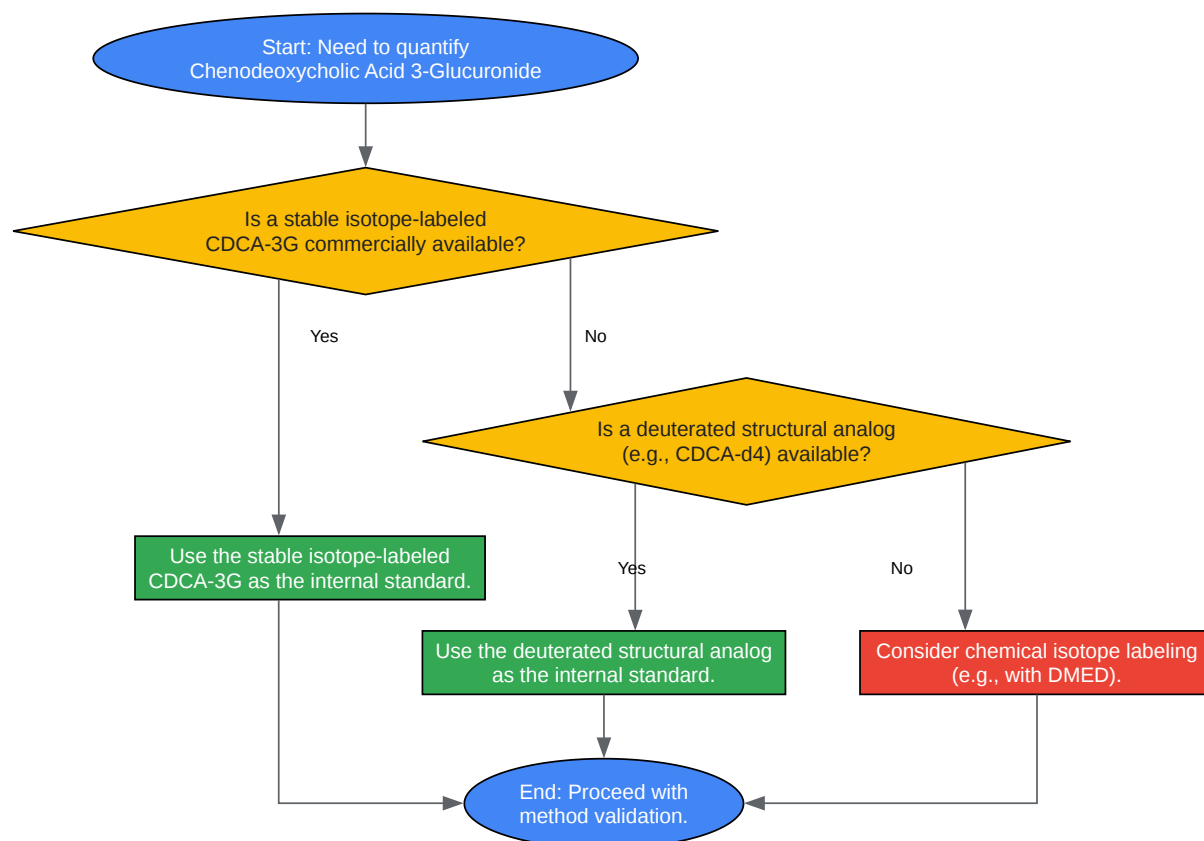 Start: Need to quantify
Chenodeoxycholic Acid 3-Glucuronide
Is a stable isotope-labeled
CDCA-3G commercially available?
Yes
No
Is a deuterated structural analog
(e.g., CDCA-d4) available?
Use the stable isotope-labeled
CDCA-3G as the internal standard.
Yes
No
Use the deuterated structural analog
as the internal standard.
Consider chemical isotope labeling
(e.g., with DMED).
End: Proceed with
method validation.